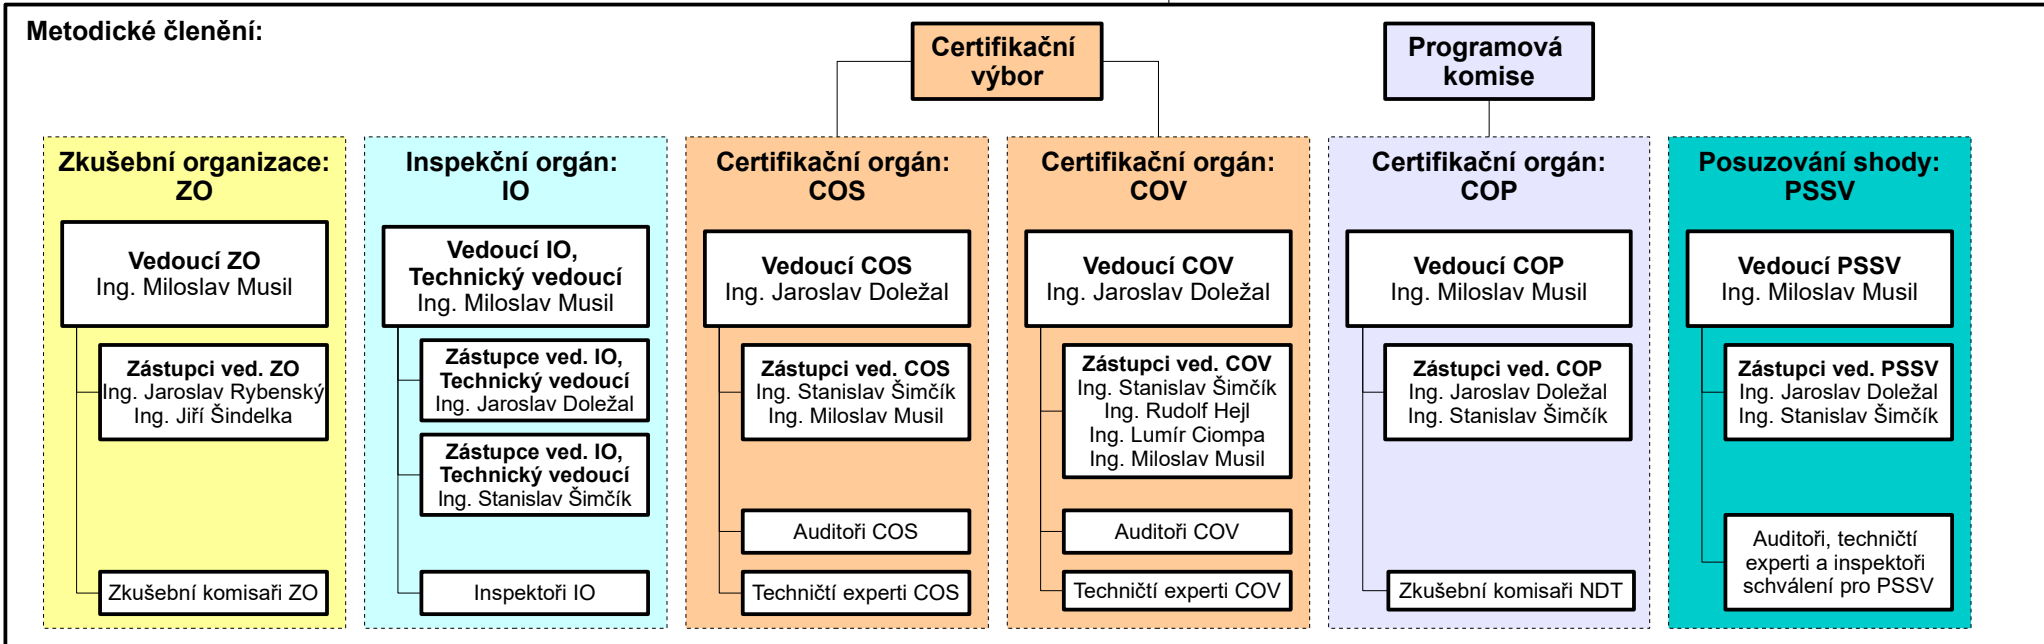 Metodické členění:
Certifikační
výbor
Programová
komise
Zkušební organizace:
ZO
Vedoucí ZO
Ing. Miloslav Musil
Zástupci ved. ZO
Ing. Jaroslav Rybenský
Ing. Jiří Šindelka
Zkušební komisaři ZO
Inspekční orgán:
IO
Vedoucí IO,
Technický vedoucí
Ing. Miloslav Musil
Zástupce ved. IO,
Technický vedoucí
Ing. Jaroslav Doležal
Zástupce ved. IO,
Technický vedoucí
Ing. Stanislav Šimčík
Inspektoři IO
Certifikační orgán:
COS
Vedoucí COS
Ing. Jaroslav Doležal
Zástupci ved. COS
Ing. Stanislav Šimčík
Ing. Miloslav Musil
Auditoři COS
Techničtí experti COS
Certifikační orgán:
COV
Vedoucí COV
Ing. Jaroslav Doležal
Zástupci ved. COV
Ing. Stanislav Šimčík
Ing. Rudolf Hejl
Ing. Lumír Ciompa
Ing. Miloslav Musil
Auditoři COV
Techničtí experti COV
Certifikační orgán:
COP
Vedoucí COP
Ing. Miloslav Musil
Zástupci ved. COP
Ing. Jaroslav Doležal
Ing. Stanislav Šimčík
Zkušební komisaři NDT
Posuzování shody:
PSSV
Vedoucí PSSV
Ing. Miloslav Musil
Zástupci ved. PSSV
Ing. Jaroslav Doležal
Ing. Stanislav Šimčík
Auditoři, techničtí
experti a inspektoři
schválení pro PSSV